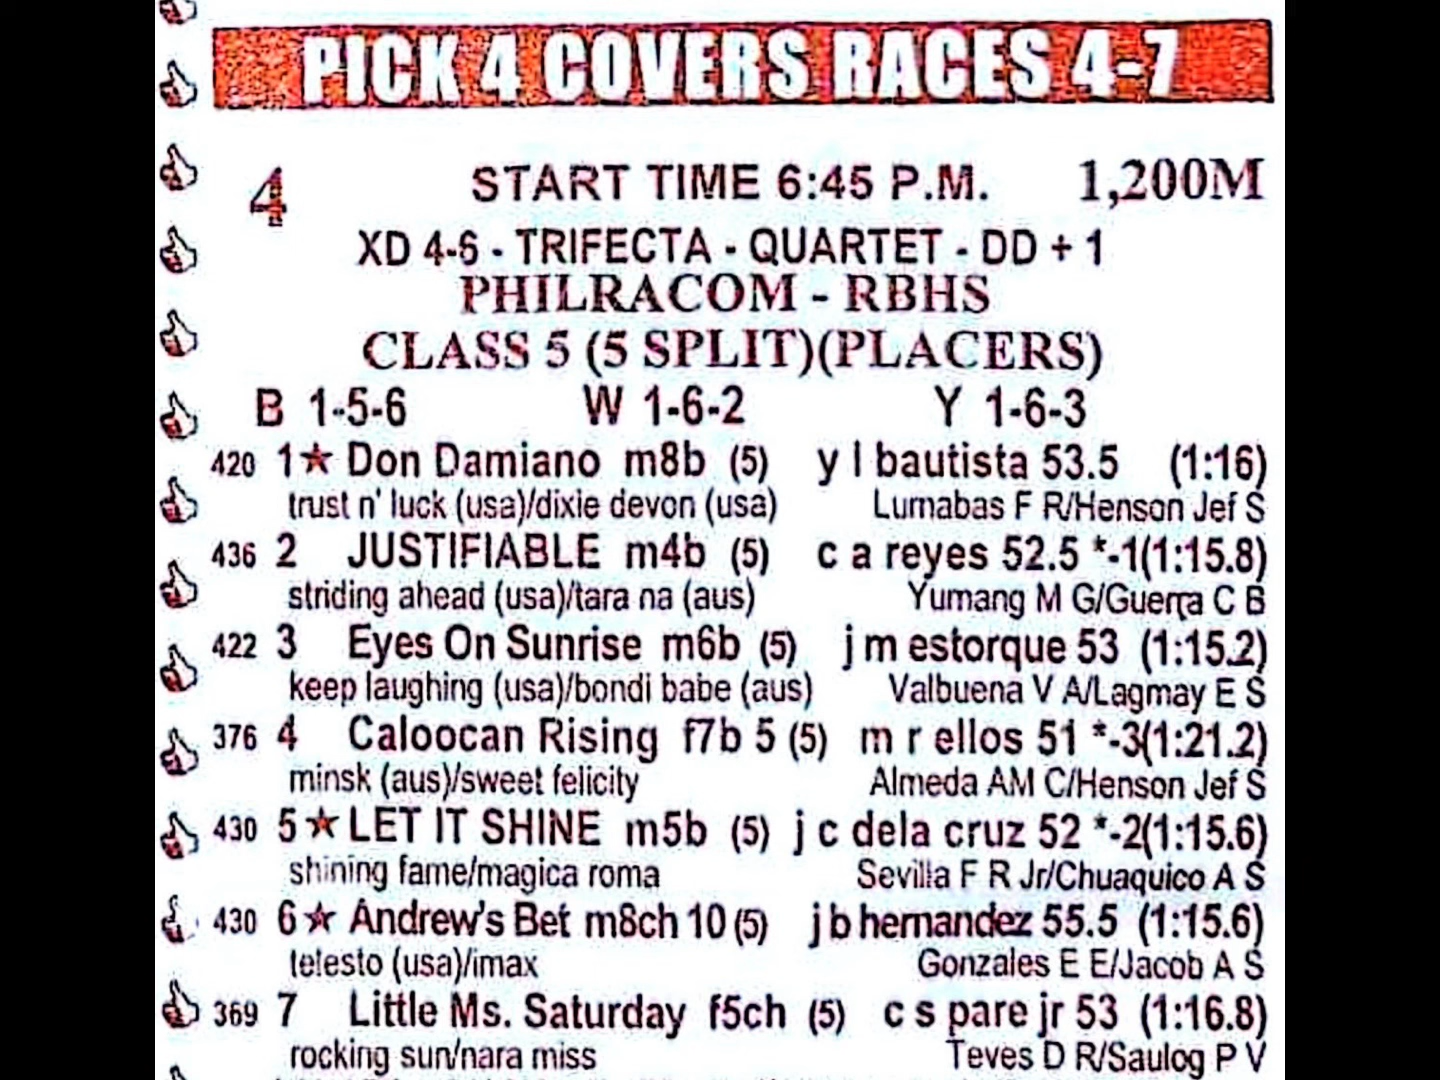 PICK 4 COVERS RACES 4-7
4 START TIME 6:45 P.M. 1,200M
XD 4-6 - TRIFECTA - QUARTET - DD + 1
PHILRACOM - RBHS
CLASS 5 (5 SPLIT)(PLACERS)
B 1-5-6 W 1-6-2 Y 1-6-3
420 1★ Don Damiano m8b (5) y l bautista 53.5 (1:16)
trust n' luck (usa)/dixie devon (usa) Lumabas F R/Henson Jef S
436 2 JUSTIFIABLE m4b (5) c a reyes 52.5 *-1(1:15.8)
striding ahead (usa)/tara na (aus) Yumang M G/Guerra C B
422 3 Eyes On Sunrise m6b (5) j m estorque 53 (1:15.2)
keep laughing (usa)/bondi babe (aus) Valbuena V A/Lagmay E S
376 4 Caloocan Rising f7b 5 (5) m r ellos 51 *-3(1:21.2)
minsk (aus)/sweet felicity Almeda AM C/Henson Jef S
430 5★ LET IT SHINE m5b (5) j c dela cruz 52 *-2(1:15.6)
shining fame/magica roma Sevilla F R Jr/Chuaquico A S
430 6★ Andrew's Bet m8ch 10 (5) j b hernandez 55.5 (1:15.6)
telesto (usa)/imax Gonzales E E/Jacob A S
369 7 Little Ms. Saturday f5ch (5) c s pare jr 53 (1:16.8)
rocking sun/nara miss Teves D R/Saulog P V